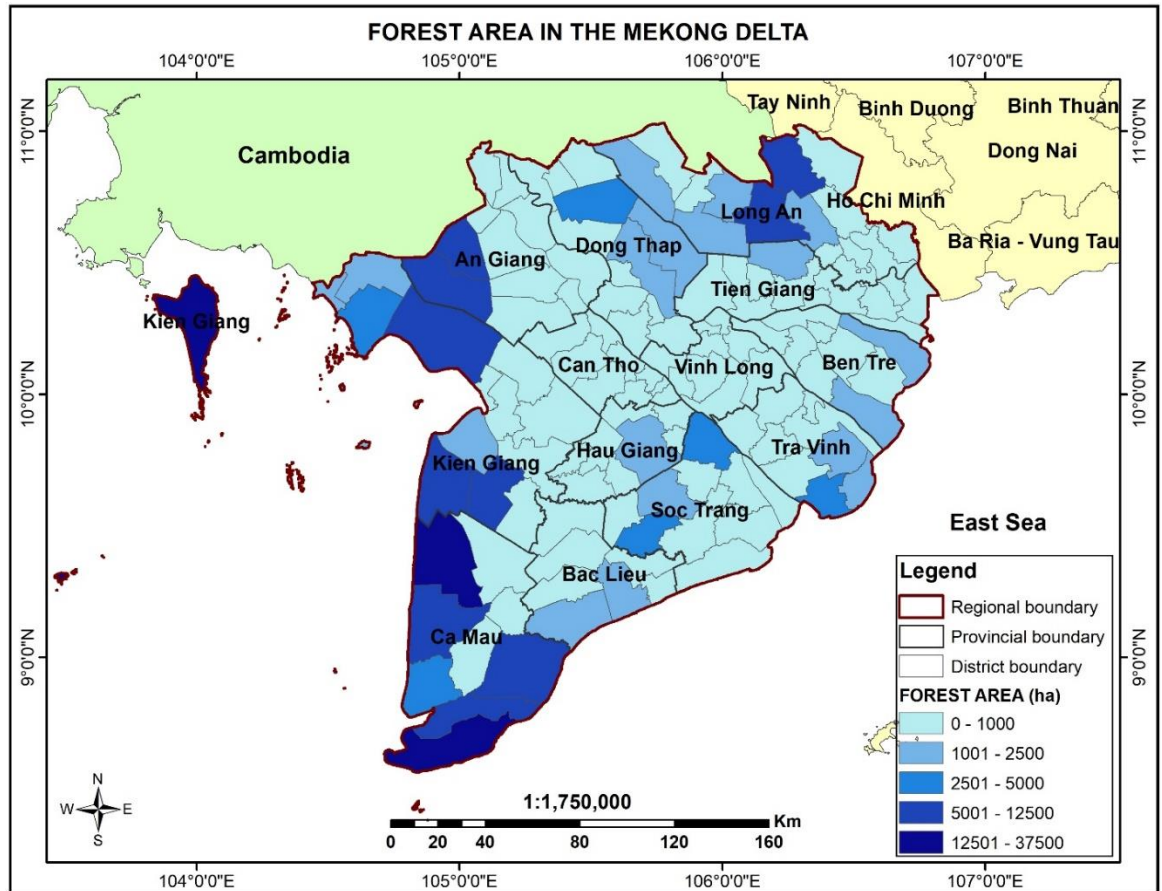 FOREST AREA IN THE MEKONG DELTA
104°0'0"E
105°0'0"E
106°0'0"E
107°0'0"E
11°0'0"N
11°0'0"N
10°0'0"N
10°0'0"N
9°0'0"N
9°0'0"N
Tay Ninh
Binh Duong
Binh Thuan
Cambodia
Dong Nai
Long An
Ho Chi Minh
Dong Thap
Ba Ria - Vung Tau
An Giang
Tien Giang
Kien Giang
Can Tho
Vinh Long
Ben Tre
Hau Giang
Tra Vinh
Kien Giang
Soc Trang
East Sea
Bac Lieu
Ca Mau
Legend
Regional boundary
Provincial boundary
District boundary
FOREST AREA (ha)
0 - 1000
1001 - 2500
2501 - 5000
5001 - 12500
12501 - 37500
N
W
E
S
1:1,750,000
Km
0 20 40 80 120 160
104°0'0"E
105°0'0"E
106°0'0"E
107°0'0"E